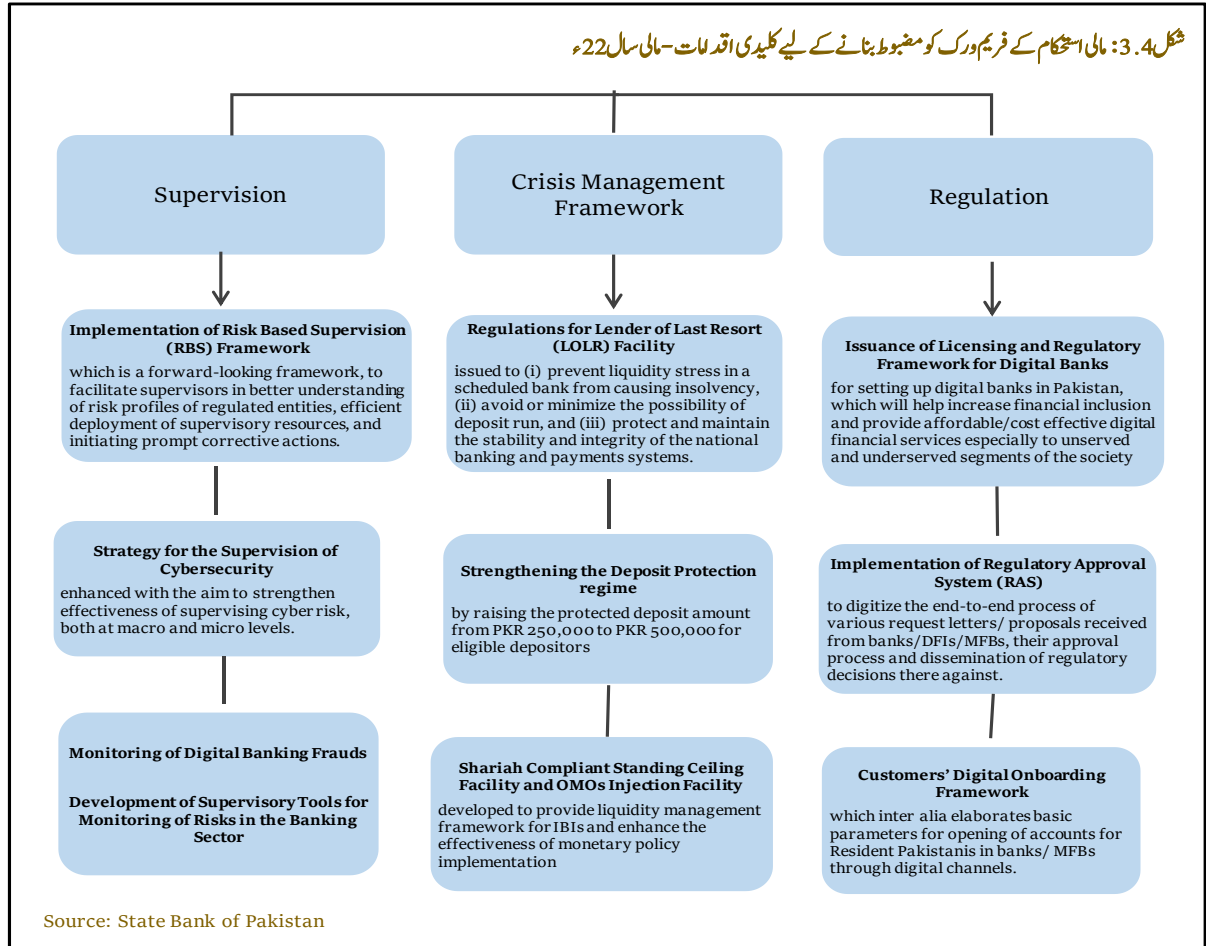 شکل3.4: مالی استحکام کے فریم ورک کو مضبوط بنانے کے لیے کلیدی اقدامات-مالی سال22ء
Supervision
Crisis Management
Framework
Regulation
Implementation of Risk Based Supervision
(RBS) Framework
which is a forward-looking framework, to
facilitate supervisors in better understanding
of risk profiles of regulated entities, efficient
deployment of supervisory resources, and
initiating prompt corrective actions.
Regulations for Lender of Last Resort
(LOLR) Facility
issued to (i) prevent liquidity stress in a
scheduled bank from causing insolvency,
(ii) avoid or minimize the possibility of
deposit run, and (iii) protect and maintain
the stability and integrity of the national
banking and payments systems.
Issuance of Licensing and Regulatory
Framework for Digital Banks
for setting up digital banks in Pakistan,
which will help increase financial inclusion
and provide affordable/cost effective digital
financial services especially to unserved
and underserved segments of the society
Strategy for the Supervision of
Cybersecurity
enhanced with the aim to strengthen
effectiveness of supervising cyber risk,
both at macro and micro levels.
Strengthening the Deposit Protection
regime
by raising the protected deposit amount
from PKR 250,000 to PKR 500,000 for
eligible depositors
Implementation of Regulatory Approval
System (RAS)
to digitize the end-to-end process of
various request letters/ proposals received
from banks/DFIs/MFBs, their approval
process and dissemination of regulatory
decisions there against.
Monitoring of Digital Banking Frauds
Development of Supervisory Tools for
Monitoring of Risks in the Banking
Sector
Shariah Compliant Standing Ceiling
Facility and OMOs Injection Facility
developed to provide liquidity management
framework for IBIs and enhance the
effectiveness of monetary policy
implementation
Customers’ Digital Onboarding
Framework
which inter alia elaborates basic
parameters for opening of accounts for
Resident Pakistanis in banks/ MFBs
through digital channels.
Source: State Bank of Pakistan